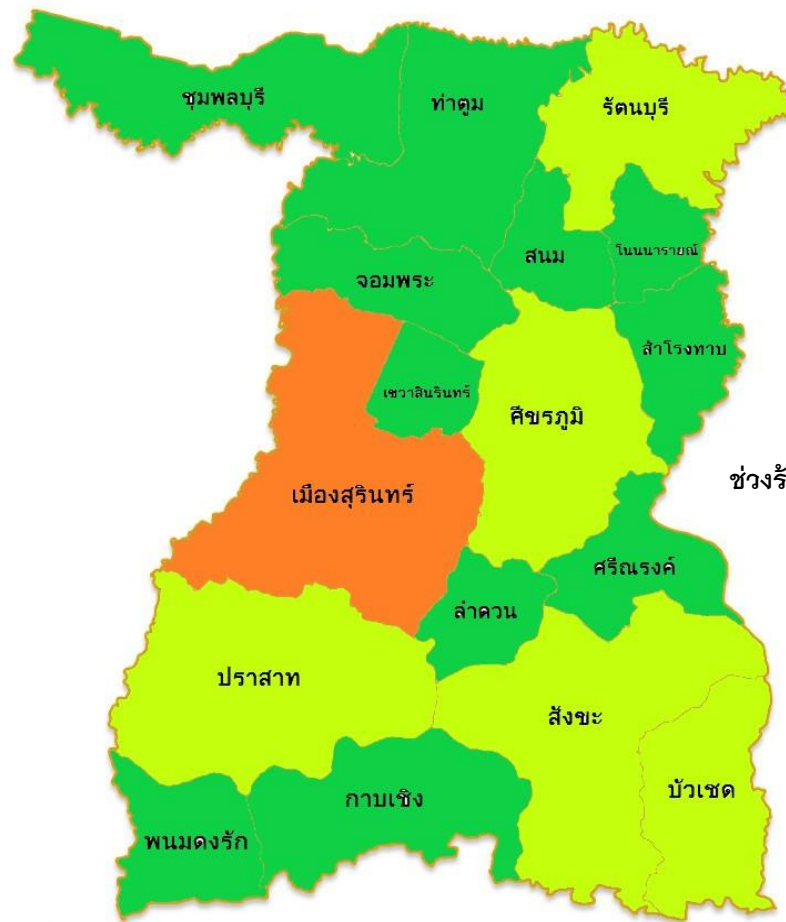 ชุมพลบุรี
ท่าตูม
รัตนบุรี
สนม
โนนนารายณ์
จอมพระ
สำโรงทาบ
เขวาสินรินทร์
ศีขรภูมิ
เมืองสุรินทร์
ศรีณรงค์
ลำดวน
ปราสาท
สังขะ
บัวเชด
กาบเชิง
พนมดงรัก